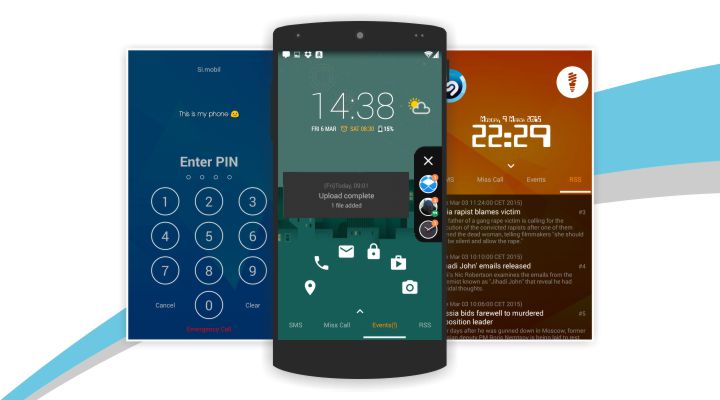 Si.mobil
This is my phone
Enter PIN
1 2 3
4 5 6
7 8 9
Cancel 0 Clear
Emergency Call
14:38
FRI 6 MAR SAT 08:30 15%
(Fri)Today, 09:01
Upload complete
1 file added
SMS Miss Call Events(!) RSS
Monday, 9 March 2015
22:29
MS Miss Call Events RSS
Mar 03 11:24:00 CET 2015)
ia rapist blames victim #3
father of a gang rape victim is calling for the
cution of the convicted rapists after one of them
ned the dead woman, telling filmmakers "she should
be silent and allow the rape."
Mar 03 10:10:00 CET 2015)
ihadi John' emails released #4
's Nic Robertson examines the emails from the
emist known as "Jihadi John" that reveal he had
idal thoughts.
Mar 03 10:06:00 CET 2015)
ssia bids farewell to murdered #5
position leader
days after he was gunned down in Moscow, former
sian deputy PM Boris Nemtsov is being laid to rest